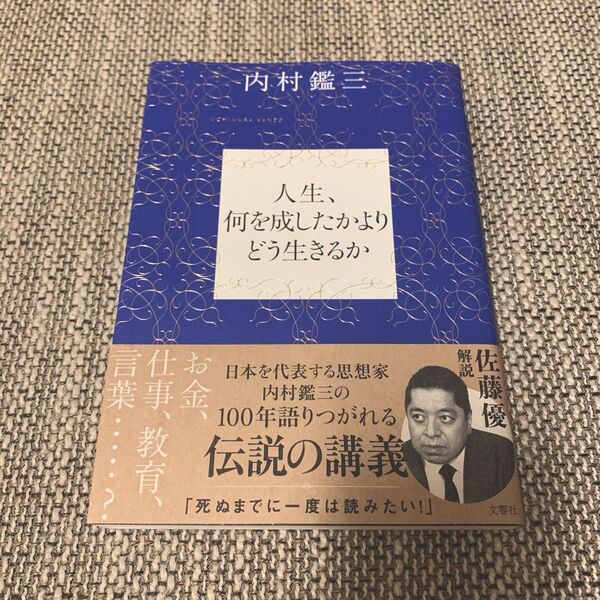 内村鑑三
UCHIMURA KANZO
人生、
何を成したかより
どう生きるか
お金、
仕事、教育、
言葉……?
日本を代表する思想家
内村鑑三の
100年語りつがれる
伝説の講義
佐藤優
解説
「死ぬまでに一度は読みたい!」
文響社